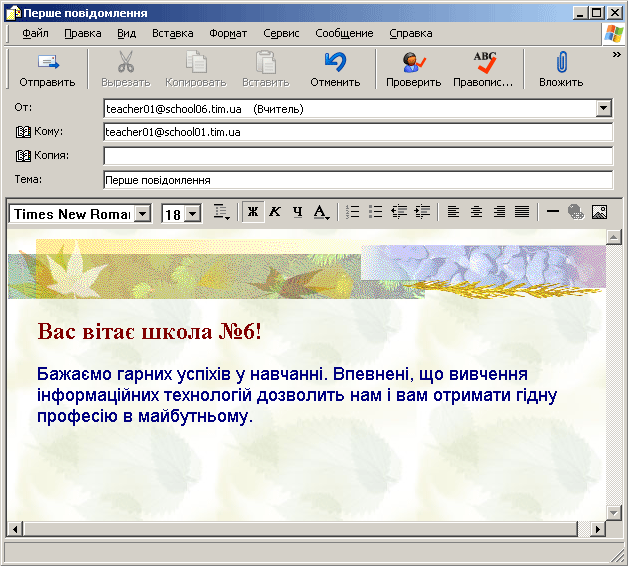 Перше повідомлення
Файл Правка Вид Вставка Формат Сервис Сообщение Справка
Отправить Вырезать Копировать Вставить Отменить Проверить Правопис... Вложить
От: teacher01@school06.tim.ua (Вчитель)
Кому: teacher01@school01.tim.ua
Копия:
Тема: Перше повідомлення
Times New Roma 18 Ж К Ч А
Вас вітає школа №6!
Бажаємо гарних успіхів у навчанні. Впевнені, що вивчення
інформаційних технологій дозволить нам і вам отримати гідну
професію в майбутньому.